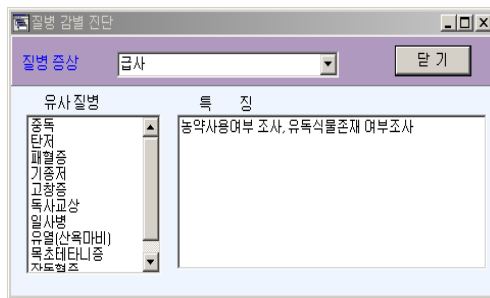 질병 감별 진단
질병 증상
급사
닫 기
유사질병
특 징
중독
탄저
패혈증
기종저
고창증
독사교상
일사병
유열(산욕마비)
목초테타니증
농약사용여부 조사, 유독식물존재 여부조사